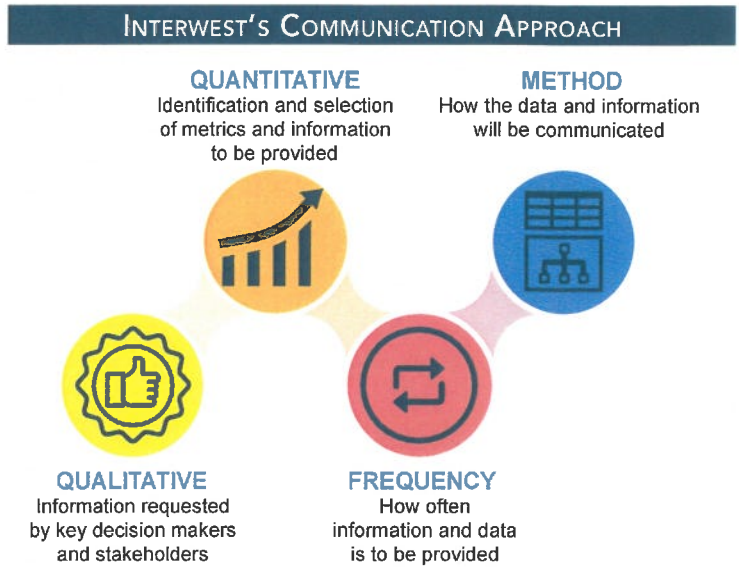 INTERWEST'S COMMUNICATION APPROACH
QUANTITATIVE
Identification and selection
of metrics and information
to be provided
METHOD
How the data and information
will be communicated
QUALITATIVE
Information requested
by key decision makers
and stakeholders
FREQUENCY
How often
information and data
is to be provided